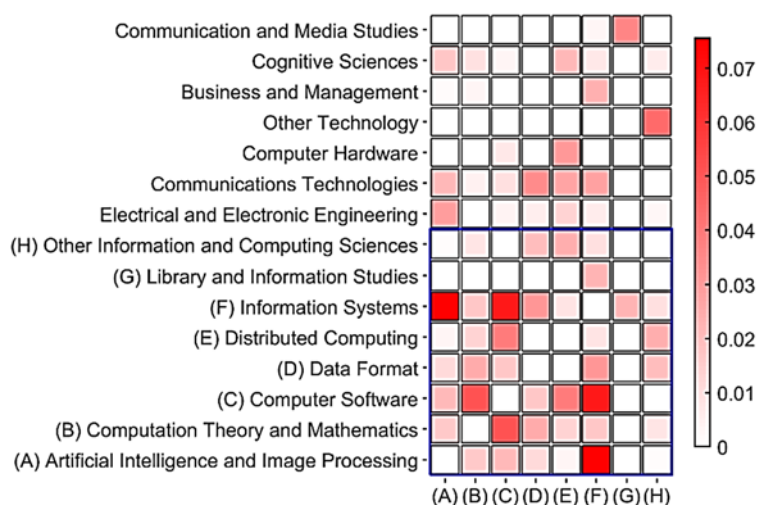 Communication and Media Studies
Cognitive Sciences
Business and Management
Other Technology
Computer Hardware
Communications Technologies
Electrical and Electronic Engineering
(H) Other Information and Computing Sciences
(G) Library and Information Studies
(F) Information Systems
(E) Distributed Computing
(D) Data Format
(C) Computer Software
(B) Computation Theory and Mathematics
(A) Artificial Intelligence and Image Processing
(A) (B) (C) (D) (E) (F) (G) (H)
0.07
0.06
0.05
0.04
0.03
0.02
0.01
0